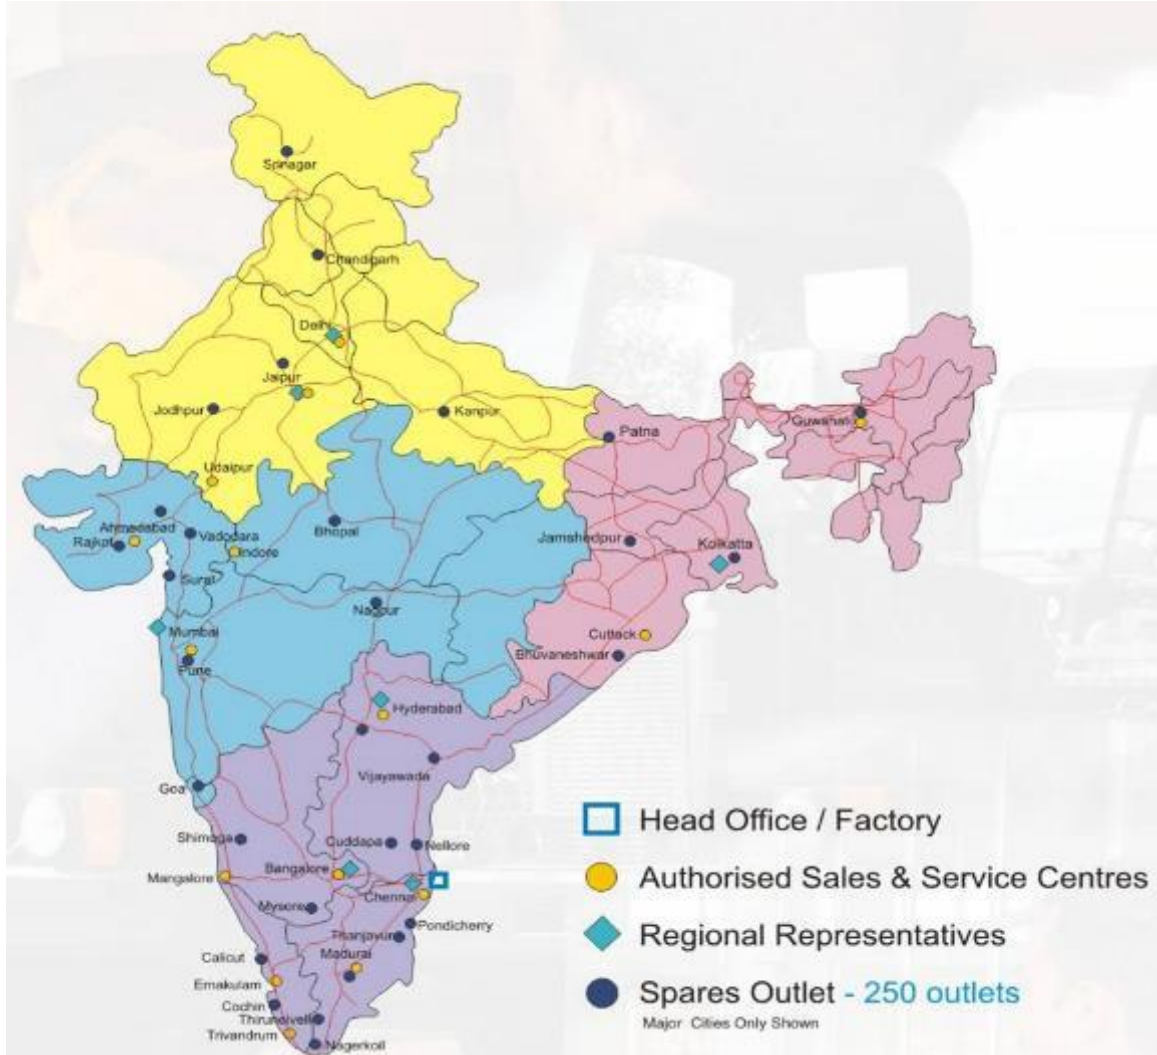 Srinagar
Chandigarh
Delhi
Jaipur
Jodhpur
Kanpur
Patna
Guwahati
Udaipur
Ahmedabad
Rajkot
Vadodara
Indore
Bhopal
Jamshedpur
Kolkatta
Surat
Nagpur
Mumbai
Pune
Cuttack
Bhuvaneshwar
Hyderabad
Vijayawada
Goa
Shimoga
Cuddapa
Nellore
Mangalore
Bangalore
Chennai
Mysore
Pondicherry
Thanjavur
Calicut
Madurai
Ernakulam
Cochin
Thirunelveli
Trivandrum
Nagerkoil
Head Office / Factory
Authorised Sales & Service Centres
Regional Representatives
Spares Outlet - 250 outlets
Major Cities Only Shown